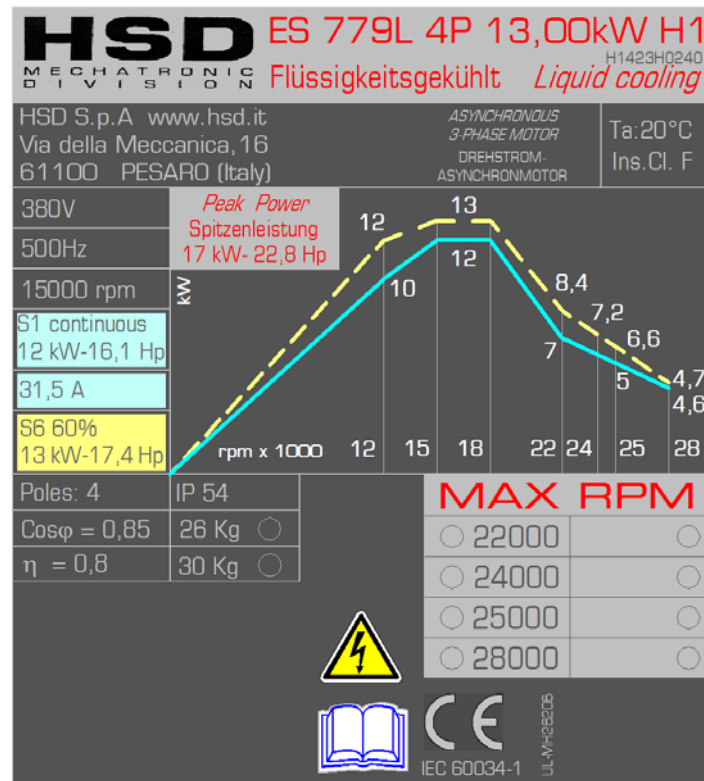 HSD
MECHATRONIC
DIVISION
ES 779L 4P 13,00kW H1
H1423H0240
Flüssigkeitsgekühlt Liquid cooling
HSD S.p.A www.hsd.it
Via della Meccanica,16
61100 PESARO (Italy)
ASYNCHRONOUS
3-PHASE MOTOR
DREHSTROM-
ASYNCHRONMOTOR
Ta:20°C
Ins.Cl. F
380V
500Hz
15000 rpm
S1 continuous
12 kW-16,1 Hp
31,5 A
S6 60%
13 kW-17,4 Hp
Peak Power
Spitzenleistung
17 kW- 22,8 Hp
kW
12
13
10
12
8,4
7,2
7
6,6
5
4,7
4,6
rpm x 1000 12 15 18 22 24 25 28
Poles: 4 IP 54
Cosφ = 0,85 26 Kg
η = 0,8 30 Kg
MAX RPM
22000
24000
25000
28000
CE
IEC 60034-1
UL-MH28206